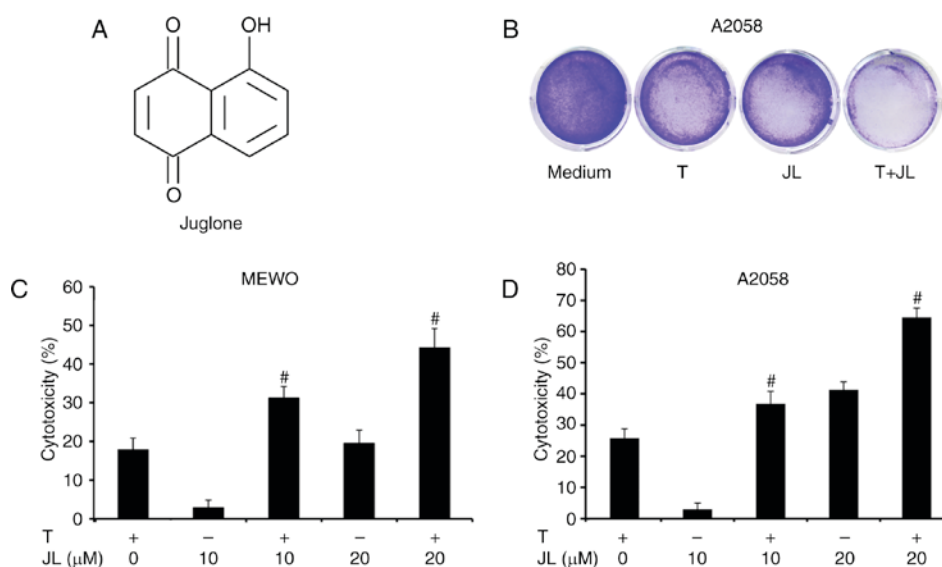 A
O
OH
O
Juglone
B
A2058
Medium T JL T+JL
C
MEWO
Cytotoxicity (%)
60
50
40
30
20
10
0
#
#
T + – + – +
JL (μM) 0 10 10 20 20
D
A2058
Cytotoxicity (%)
80
70
60
50
40
30
20
10
0
#
#
T + – + – +
JL (μM) 0 10 10 20 20